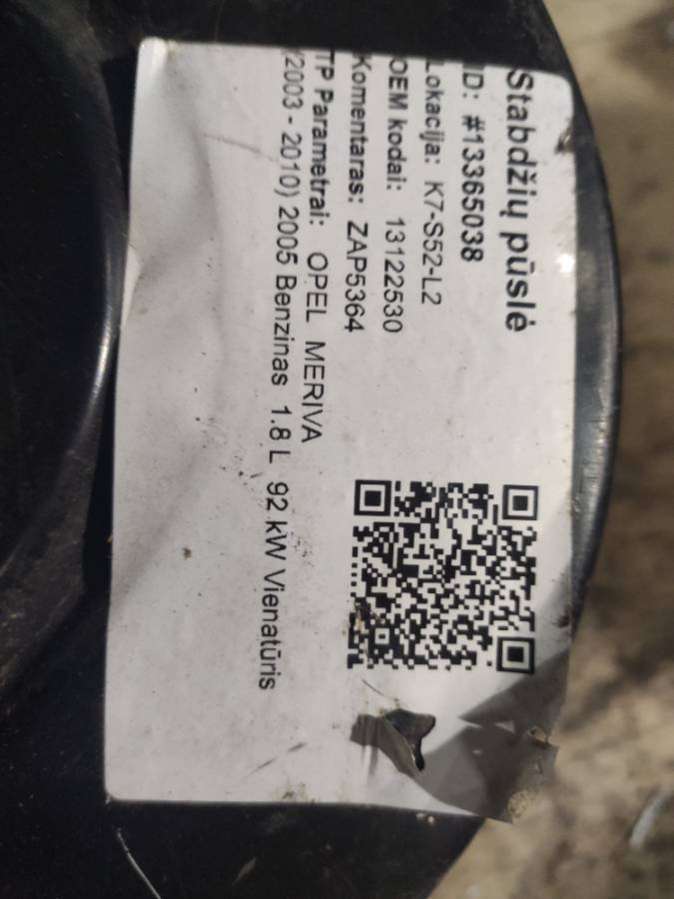 Stabdžių pūslė
ID: #13365038
Lokacija: K7-S52-L2
OEM kodai: 13122530
Komentaras: ZAP5364
TP Parametrai: OPEL MERIVA
(2003 - 2010) 2005 Benzinas 1.8 L 92 kW Vienatūris